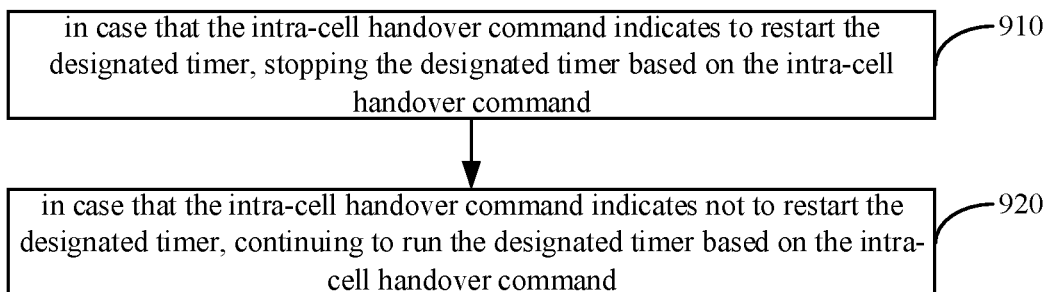 in case that the intra-cell handover command indicates to restart the
designated timer, stopping the designated timer based on the intra-cell
handover command
910
in case that the intra-cell handover command indicates not to restart the
designated timer, continuing to run the designated timer based on the intra-
cell handover command
920